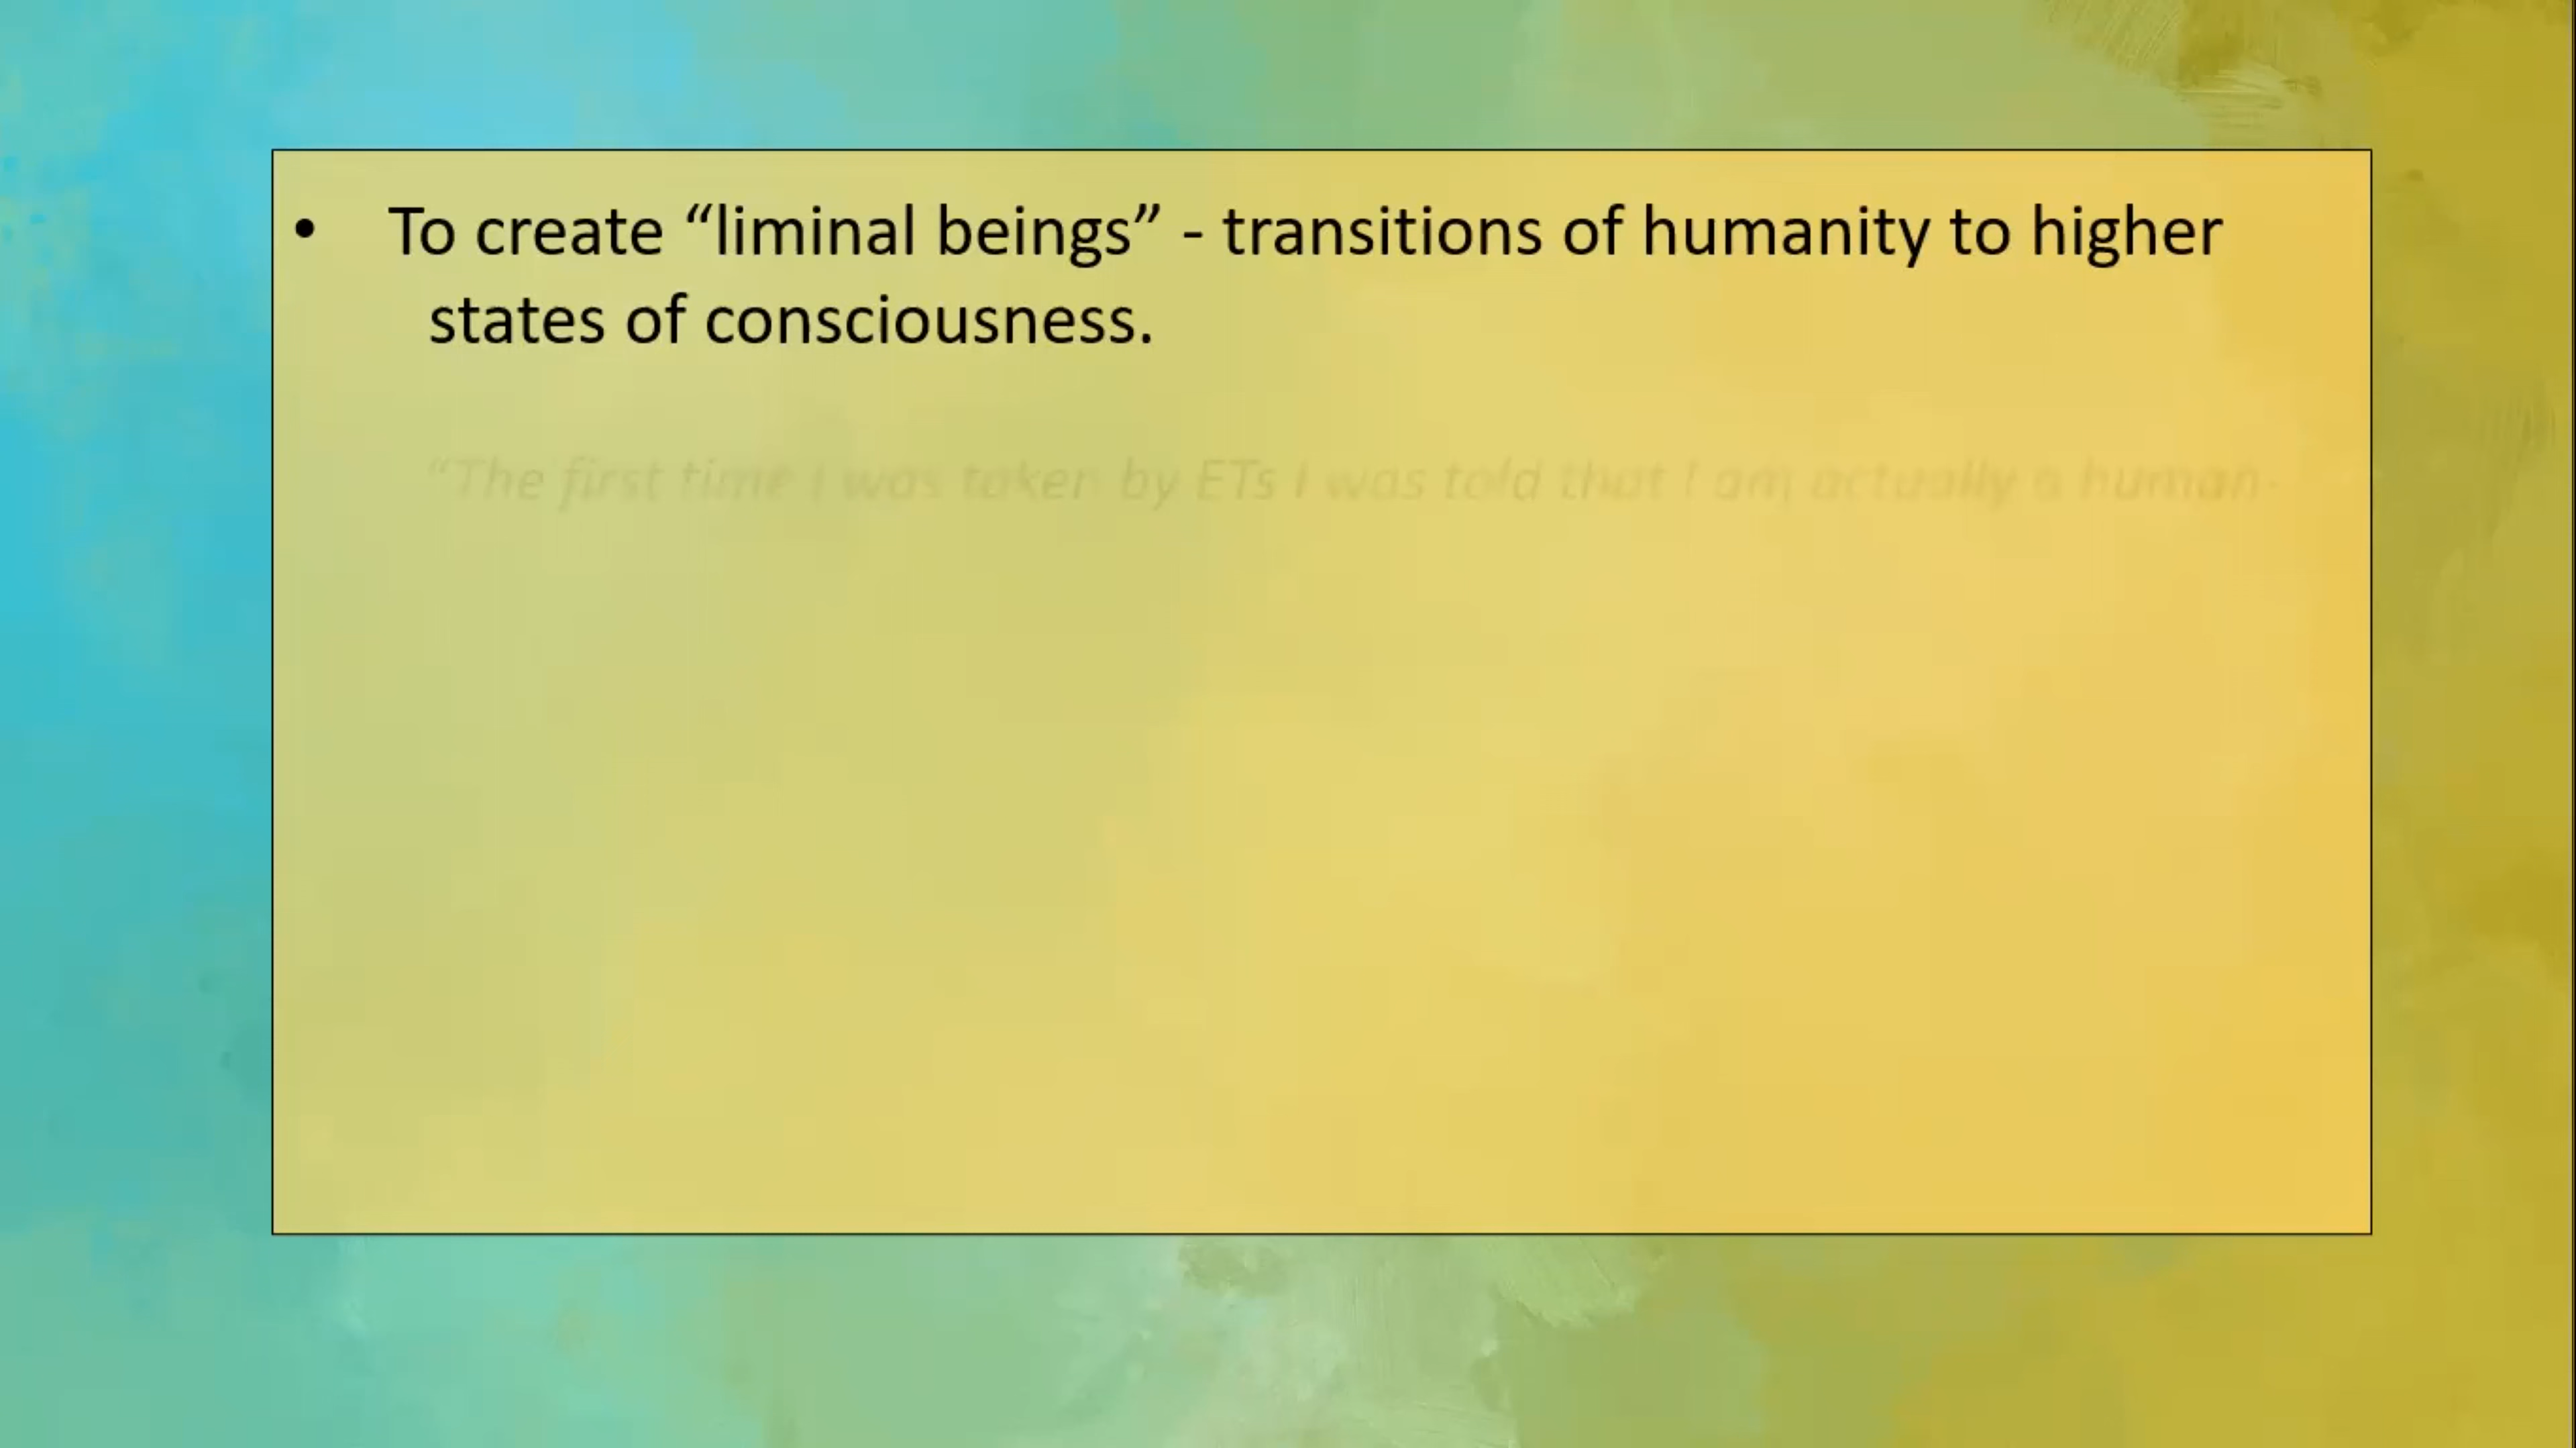 • To create “liminal beings” - transitions of humanity to higher
states of consciousness.
“The first time I was taken by ETs I was told that I am actually a human-